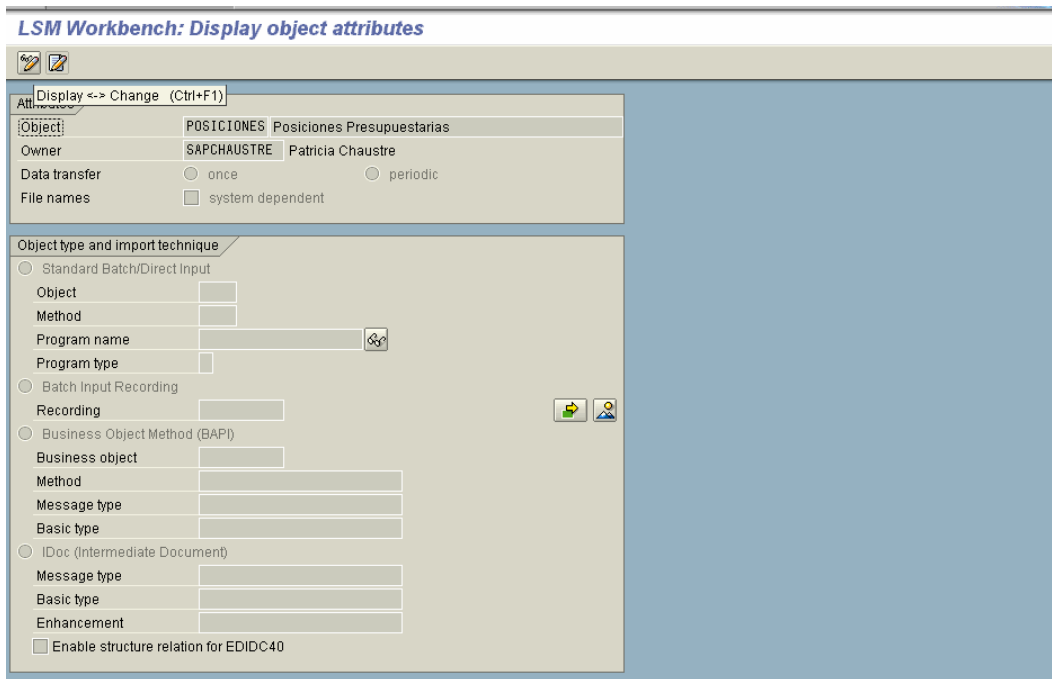 LSM Workbench: Display object attributes
Display <-> Change (Ctrl+F1)
Attributes
Object POSICIONES Posiciones Presupuestarias
Owner SAPCHAUSTRE Patricia Chaustre
Data transfer once periodic
File names system dependent
Object type and import technique
Standard Batch/Direct Input
Object
Method
Program name
Program type
Batch Input Recording
Recording
Business Object Method (BAPI)
Business object
Method
Message type
Basic type
IDoc (Intermediate Document)
Message type
Basic type
Enhancement
Enable structure relation for EDIDC40